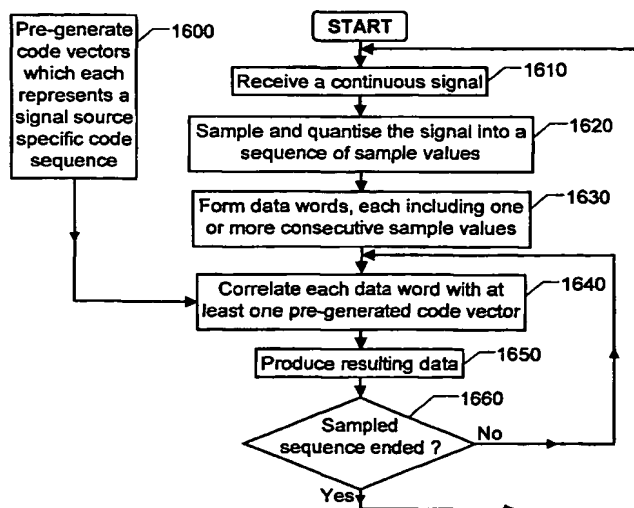 Pre-generate
code vectors
which each
represents a
signal source
specific code
sequence
1600
START
Receive a continuous signal
1610
Sample and quantise the signal into a
sequence of sample values
1620
Form data words, each including one
or more consecutive sample values
1630
Correlate each data word with at
least one pre-generated code vector
1640
Produce resulting data
1650
Sampled
sequence ended ?
1660
No
Yes